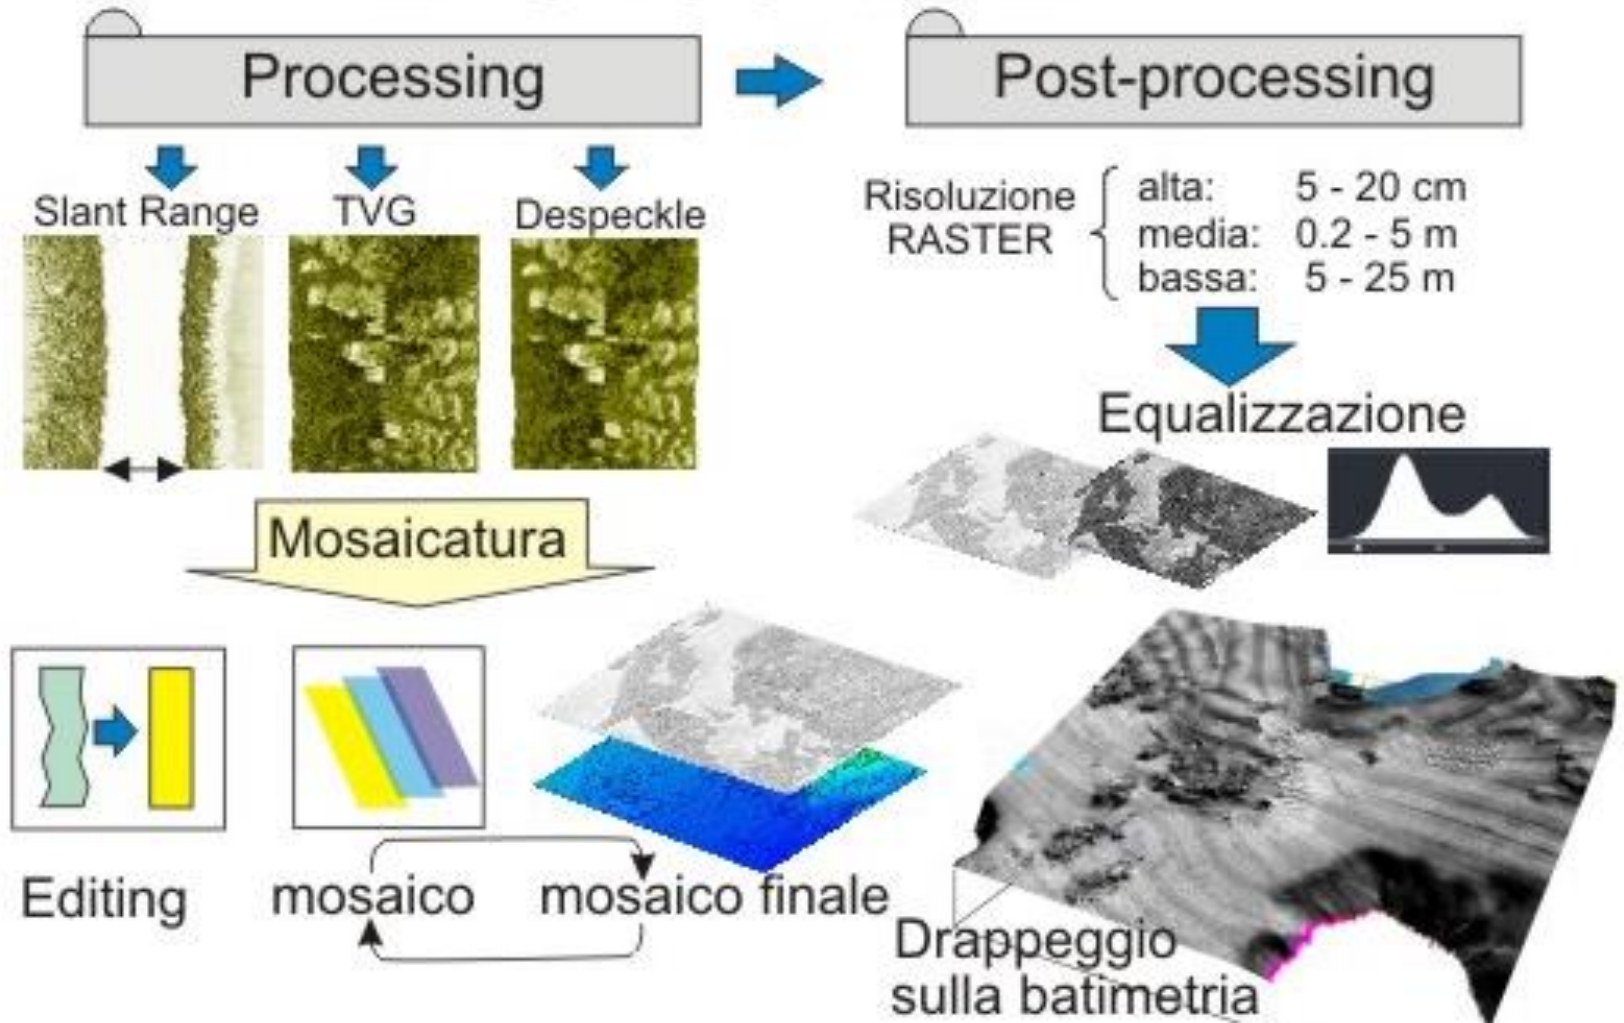 Processing
Slant Range
TVG
Despeckle
Mosaicatura
Editing
mosaico
mosaico finale
Post-processing
Risoluzione
RASTER
alta: 5 - 20 cm
media: 0.2 - 5 m
bassa: 5 - 25 m
Equalizzazione
Drappeggio
sulla batimetria